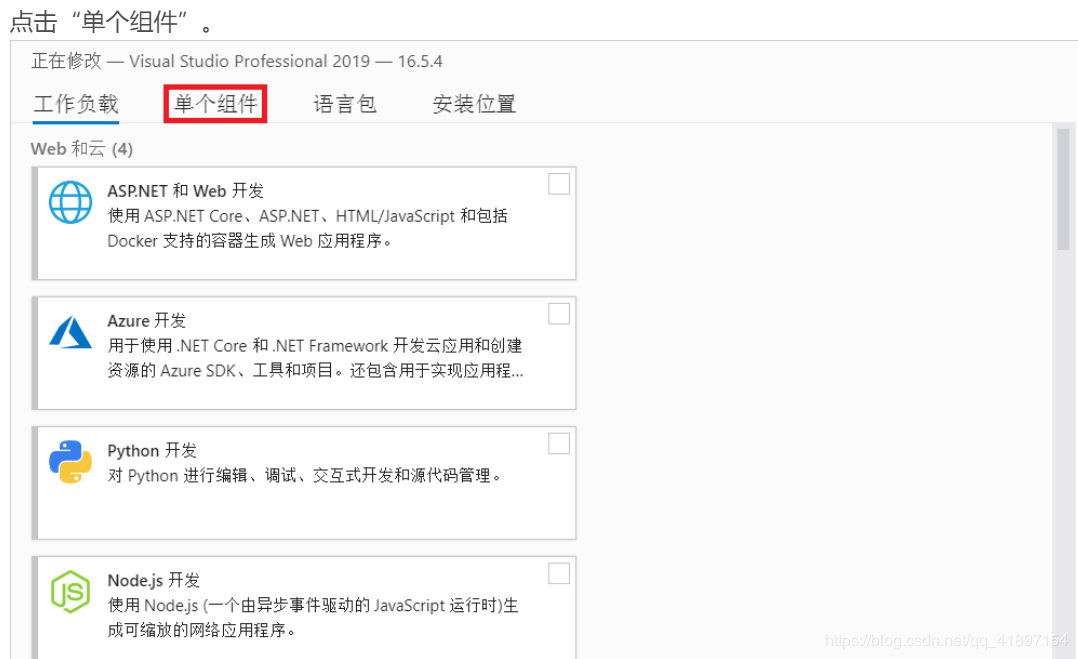 点击“单个组件”。
正在修改 — Visual Studio Professional 2019 — 16.5.4
工作负载 单个组件 语言包 安装位置
Web 和云 (4)
ASP.NET 和 Web 开发
使用 ASP.NET Core、ASP.NET、HTML/JavaScript 和包括
Docker 支持的容器生成 Web 应用程序。
Azure 开发
用于使用 .NET Core 和 .NET Framework 开发云应用和创建
资源的 Azure SDK、工具和项目。还包含用于实现应用程...
Python 开发
对 Python 进行编辑、调试、交互式开发和源代码管理。
JS
Node.js 开发
使用 Node.js (一个由异步事件驱动的 JavaScript 运行时)生
成可缩放的网络应用程序。
https://blog.csdn.net/qq_41897154